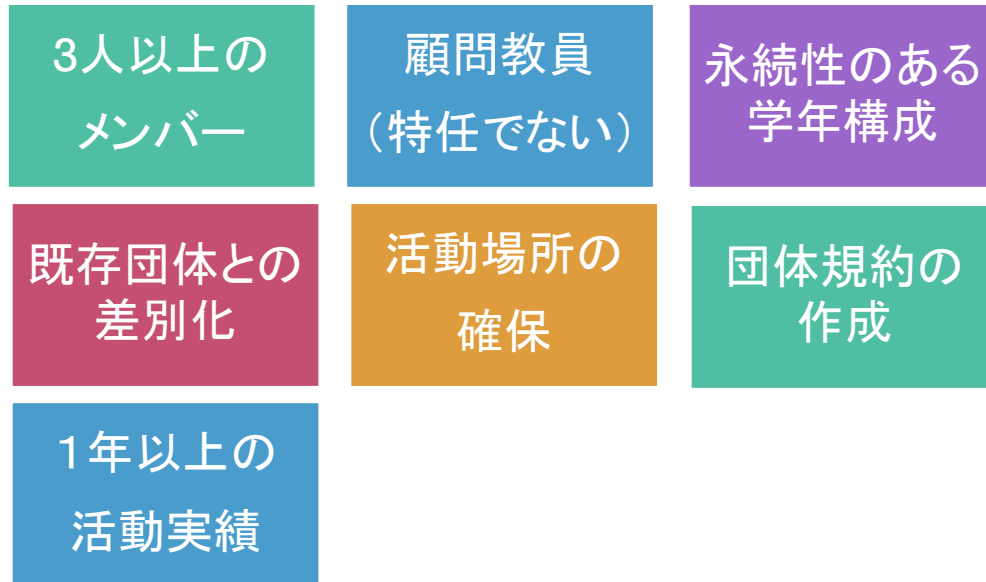 3人以上の
メンバー
顧問教員
（特任でない）
永続性のある
学年構成
既存団体との
差別化
活動場所の
確保
団体規約の
作成
１年以上の
活動実績